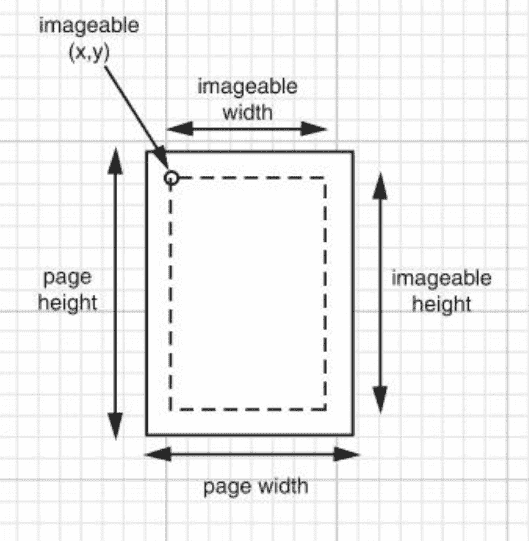 imageable
(x,y)
imageable
width
page
height
imageable
height
page width